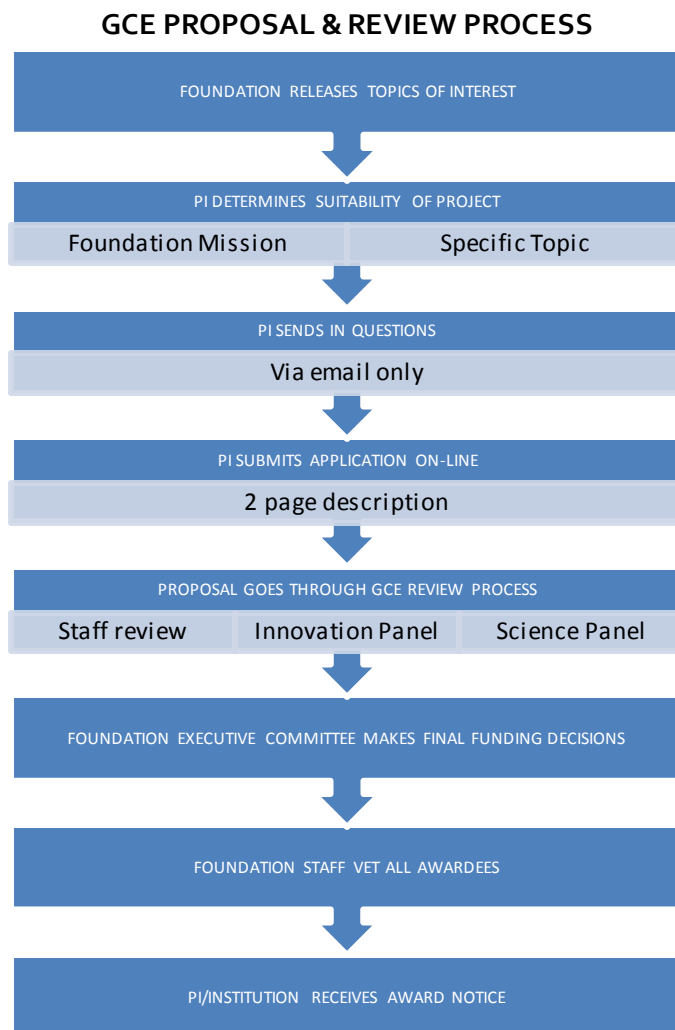 GCE PROPOSAL & REVIEW PROCESS
FOUNDATION RELEASES TOPICS OF INTEREST
PI DETERMINES SUITABILITY OF PROJECT
Foundation Mission Specific Topic
PI SENDS IN QUESTIONS
Via email only
PI SUBMITS APPLICATION ON-LINE
2 page description
PROPOSAL GOES THROUGH GCE REVIEW PROCESS
Staff review Innovation Panel Science Panel
FOUNDATION EXECUTIVE COMMITTEE MAKES FINAL FUNDING DECISIONS
FOUNDATION STAFF VET ALL AWARDEES
PI/INSTITUTION RECEIVES AWARD NOTICE